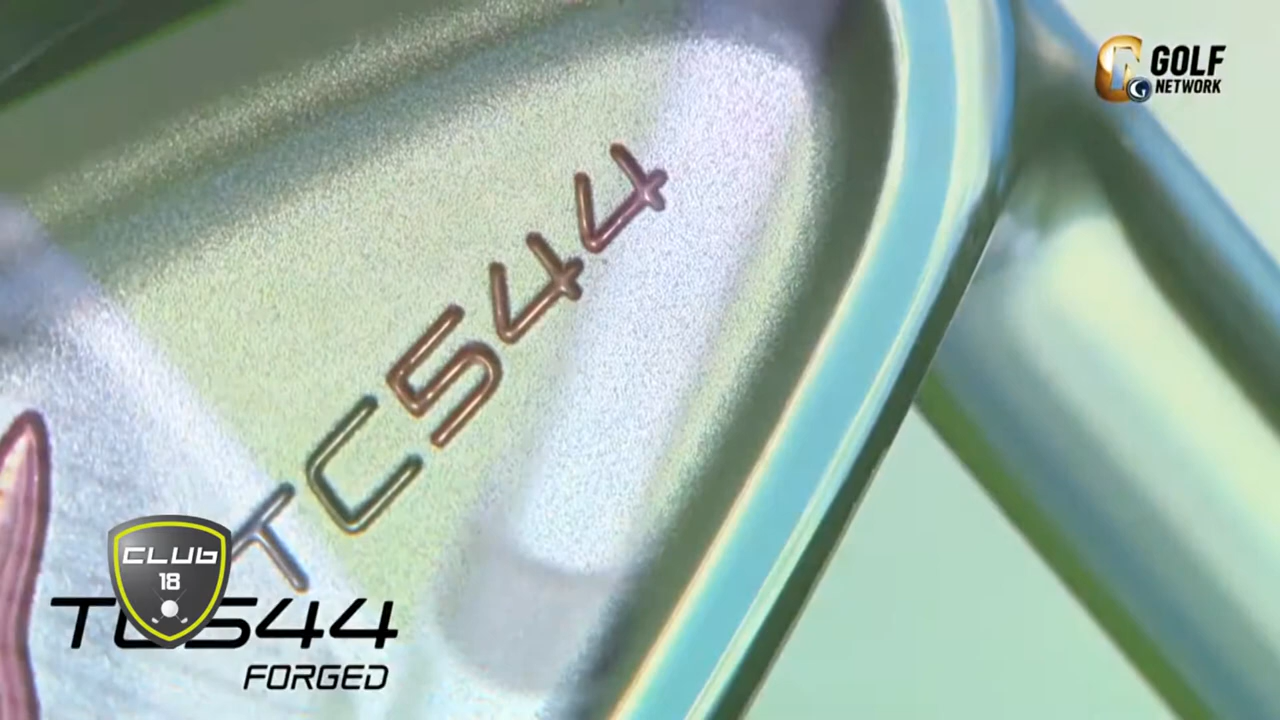 GOLF
NETWORK
TC544
CLUb
18
TC544
FORGED